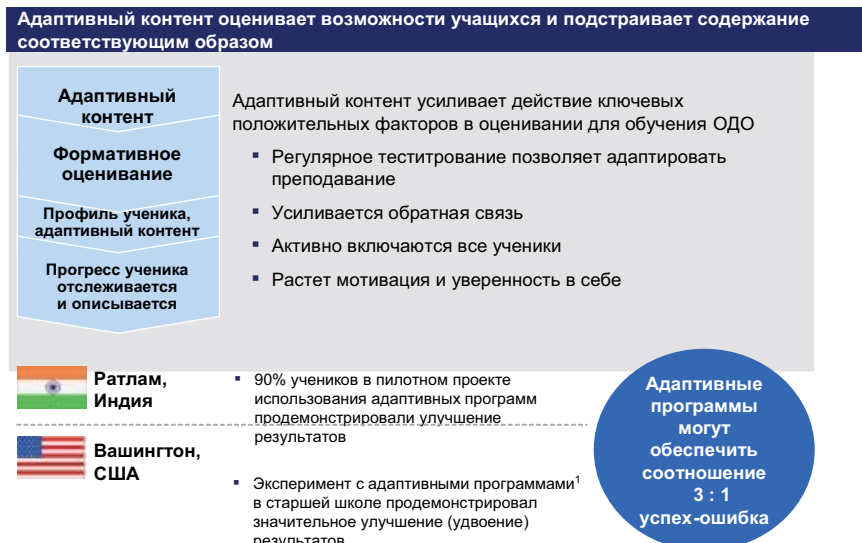 Адаптивный контент оценивает возможности учащихся и подстраивает содержание
соответствующим образом
Адаптивный
контент
Формативное
оценивание
Профиль ученика,
адаптивный контент
Прогресс ученика
отслеживается
и описывается
Адаптивный контент усиливает действие ключевых
положительных факторов в оценивании для обучения ОДО
▪ Регулярное теститрование позволяет адаптировать
преподавание
▪ Усиливается обратная связь
▪ Активно включаются все ученики
▪ Растет мотивация и уверенность в себе
Ратлам,
Индия
▪ 90% учеников в пилотном проекте
использования адаптивных программ
продемонстрировали улучшение
результатов
Вашингтон,
США
▪ Эксперимент с адаптивными программами¹
в старшей школе продемонстрировал
значительное улучшение (удвоение)
результатов
Адаптивные
программы
могут
обеспечить
соотношение
3 : 1
успех-ошибка